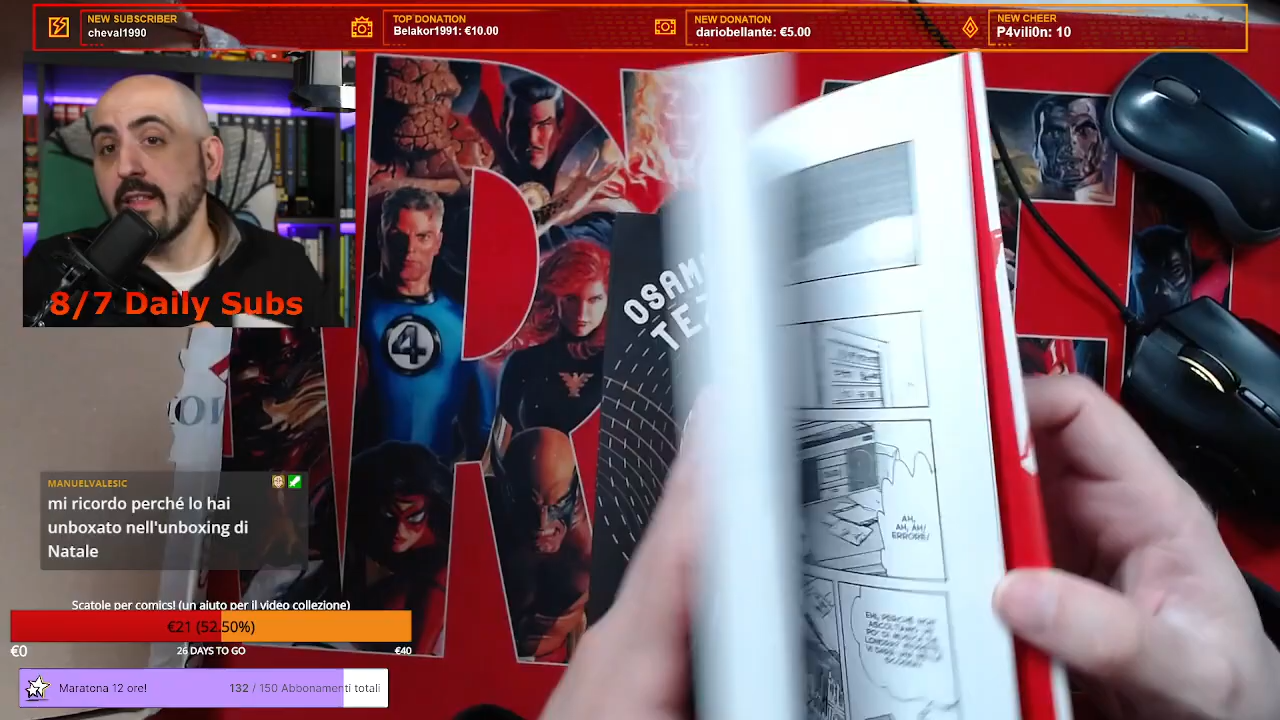 NEW SUBSCRIBER
cheval1990
TOP DONATION
Belakor1991: €10.00
NEW DONATION
dariobellante: €5.00
NEW CHEER
P4vili0n: 10
8/7 Daily Subs
OSAM
TEZ
4
AH,
AH, AH!
ERRORE!
MANUELVALESIC
mi ricordo perché lo hai
unboxato nell'unboxing di
Natale
Scatole per comics! (un aiuto per il video collezione)
€21 (52.50%)
€0
26 DAYS TO GO
€40
Maratona 12 ore!
132 / 150 Abbonamenti totali